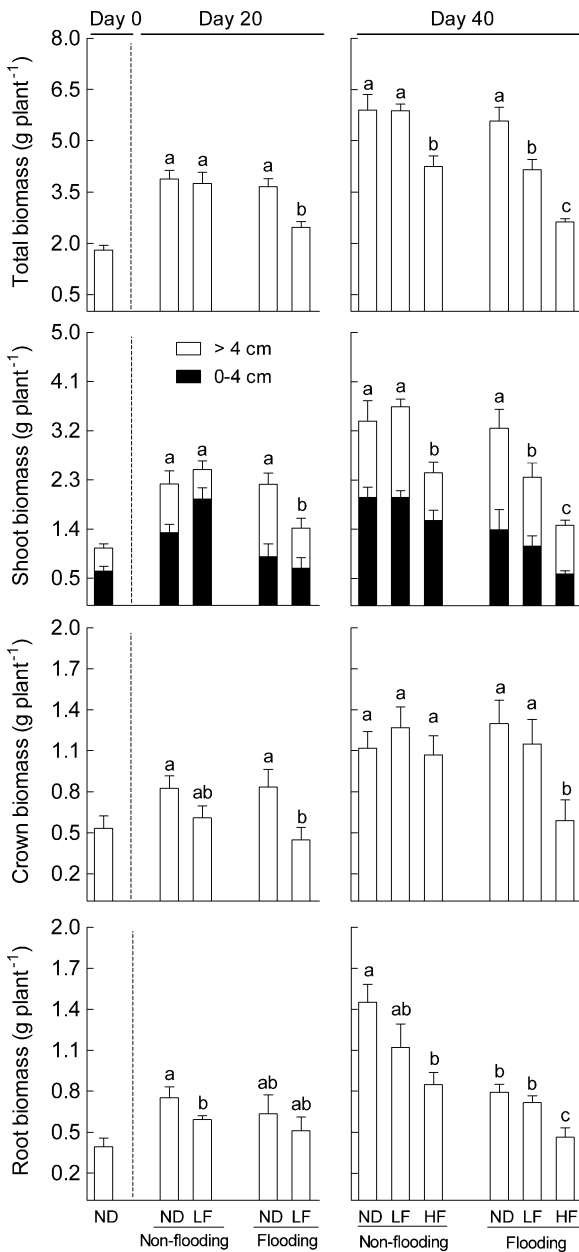 Day 0 Day 20 Day 40
Total biomass (g plant⁻¹)
8.0
6.5
5.0
3.5
2.0
0.5
a a a b
a a b a b c
Shoot biomass (g plant⁻¹)
5.0
4.1
3.2
2.3
1.4
0.5
> 4 cm
0-4 cm
a a a b
a a b a b c
Crown biomass (g plant⁻¹)
2.0
1.7
1.4
1.1
0.8
0.5
0.2
a ab a b
a a a a a b
Root biomass (g plant⁻¹)
2.0
1.7
1.4
1.1
0.8
0.5
0.2
a b ab ab
a ab b b b c
ND ND LF ND LF ND LF HF ND LF HF
Non-flooding Flooding Non-flooding Flooding